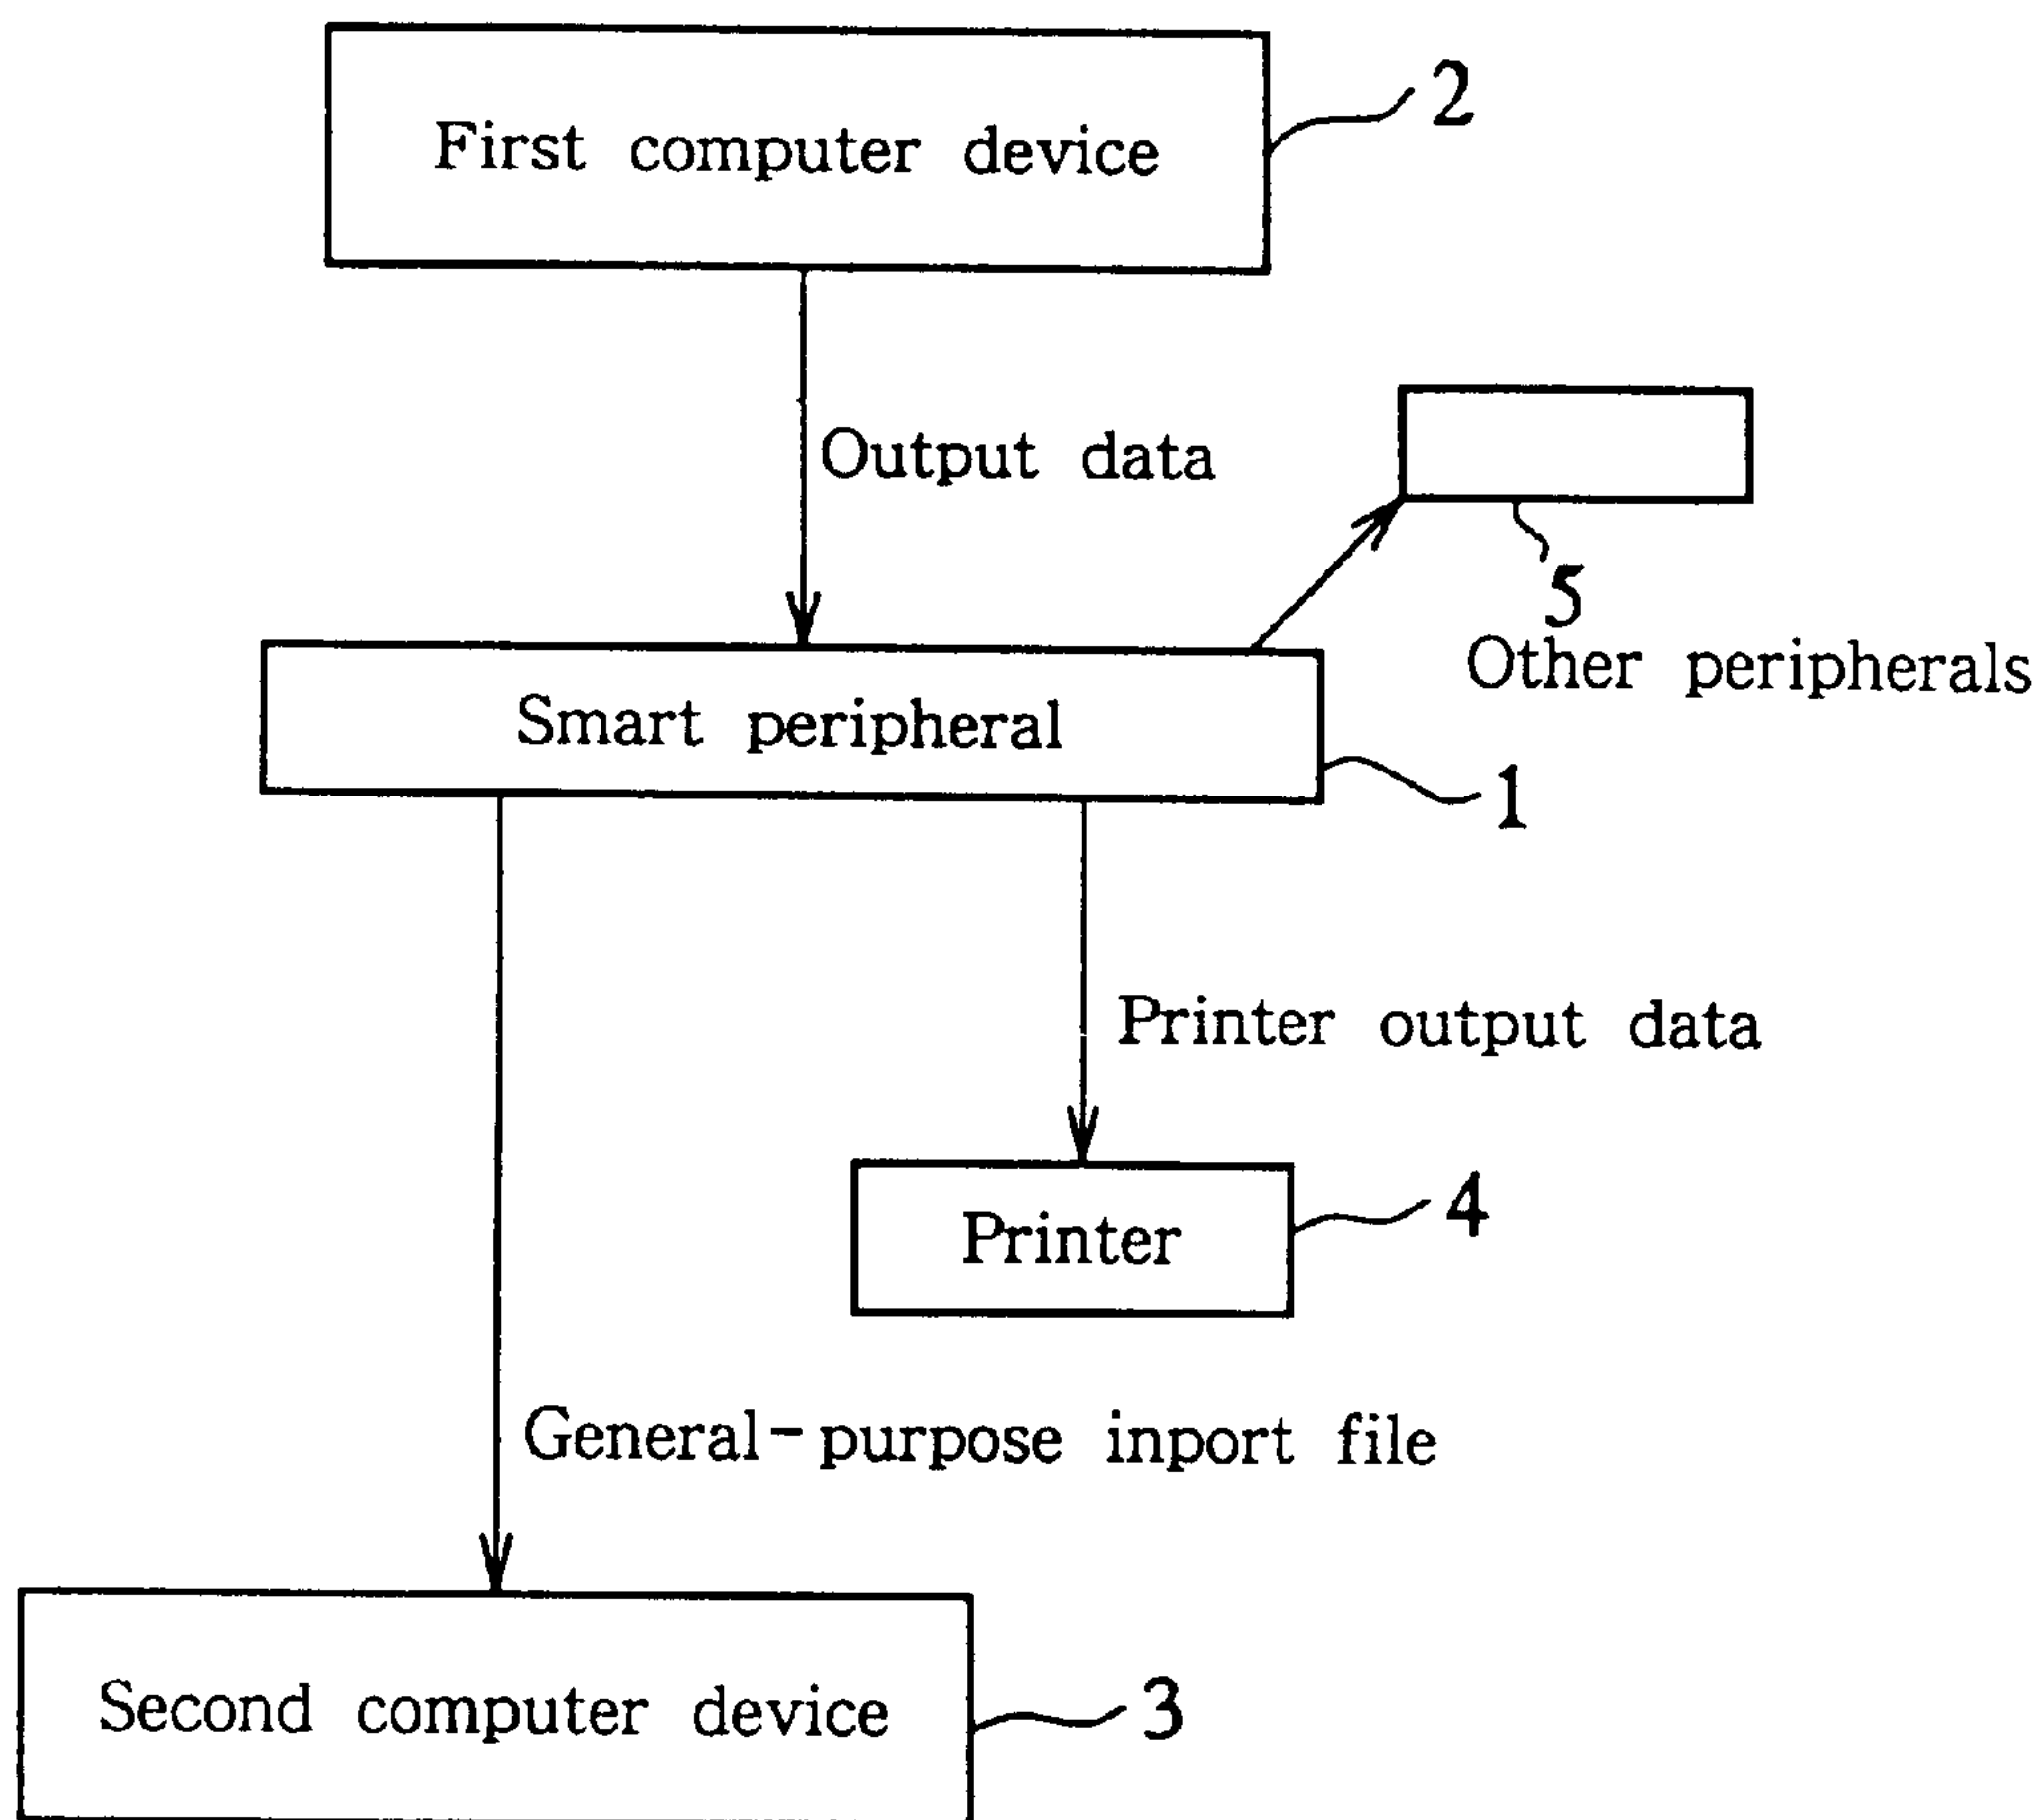 First computer device
2
Output data
5
Other peripherals
Smart peripheral
1
Printer output data
Printer
4
General-purpose inport file
Second computer device
3